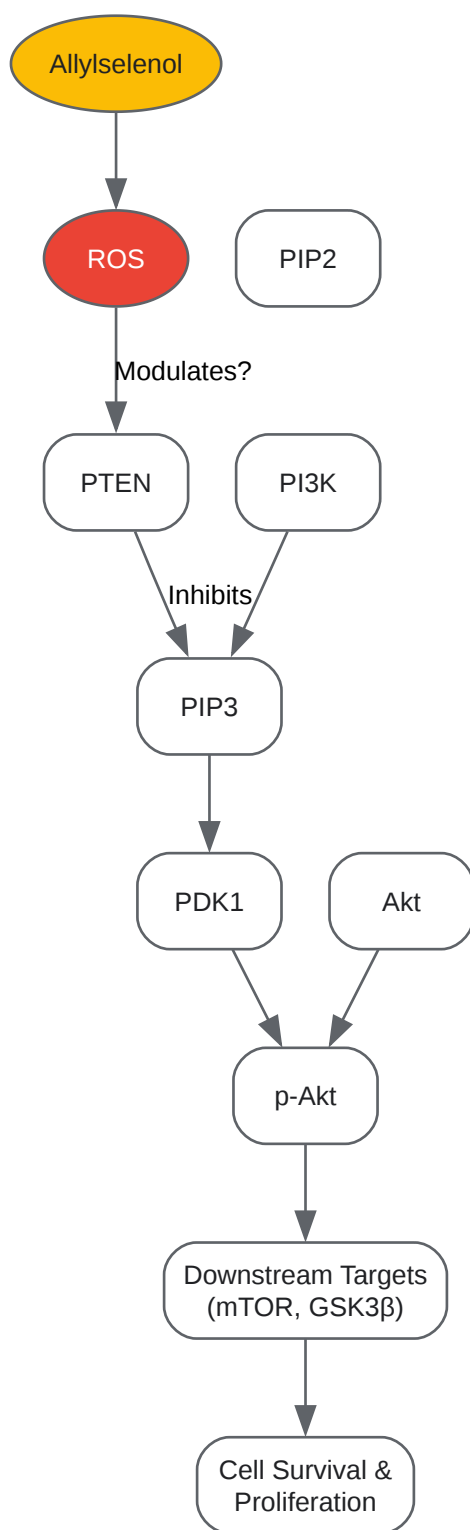 Allylselenol
ROS
PIP2
Modulates?
PTEN
PI3K
Inhibits
PIP3
PDK1
Akt
p-Akt
Downstream Targets
(mTOR, GSK3β)
Cell Survival &
Proliferation